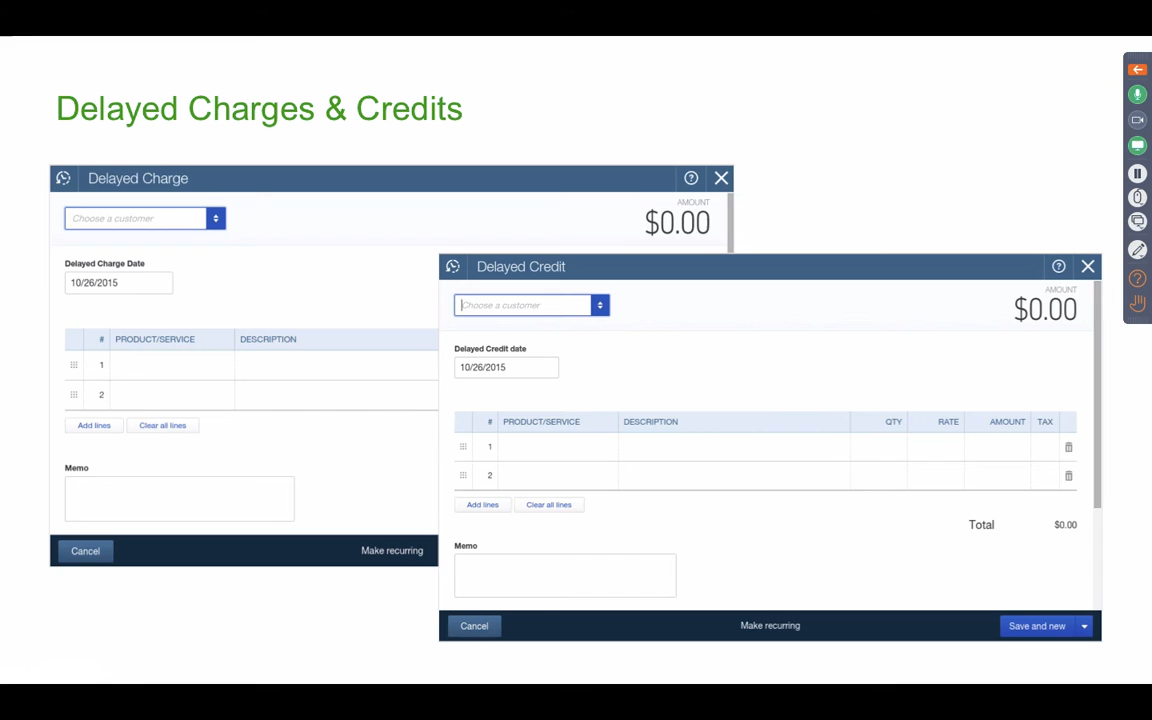 Delayed Charges & Credits
Delayed Charge
Choose a customer
AMOUNT
$0.00
Delayed Charge Date
10/26/2015
# PRODUCT/SERVICE DESCRIPTION
1
2
Add lines Clear all lines
Memo
Cancel Make recurring
Delayed Credit
Choose a customer
AMOUNT
$0.00
Delayed Credit date
10/26/2015
# PRODUCT/SERVICE DESCRIPTION QTY RATE AMOUNT TAX
1
2
Add lines Clear all lines
Total $0.00
Memo
Cancel Make recurring Save and new